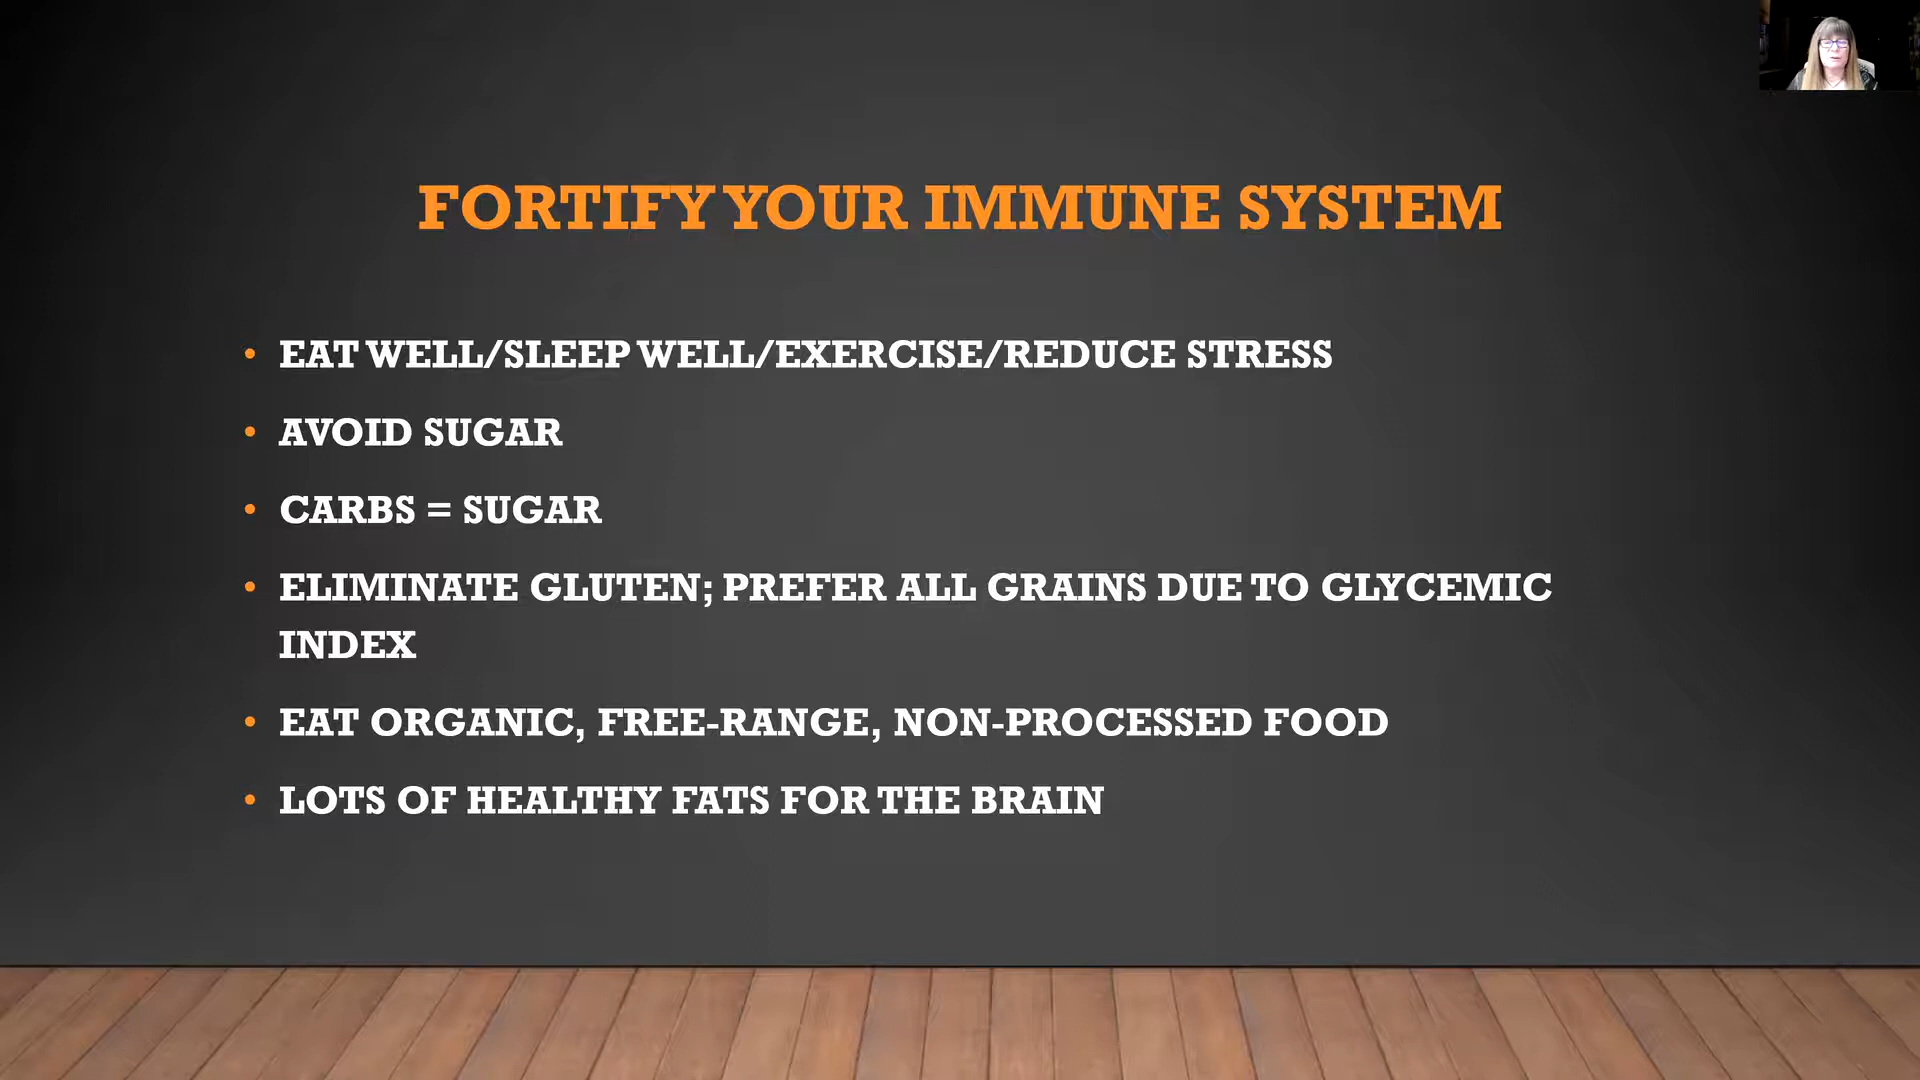 FORTIFY YOUR IMMUNE SYSTEM
• EAT WELL/SLEEP WELL/EXERCISE/REDUCE STRESS
• AVOID SUGAR
• CARBS = SUGAR
• ELIMINATE GLUTEN; PREFER ALL GRAINS DUE TO GLYCEMIC
INDEX
• EAT ORGANIC, FREE-RANGE, NON-PROCESSED FOOD
• LOTS OF HEALTHY FATS FOR THE BRAIN